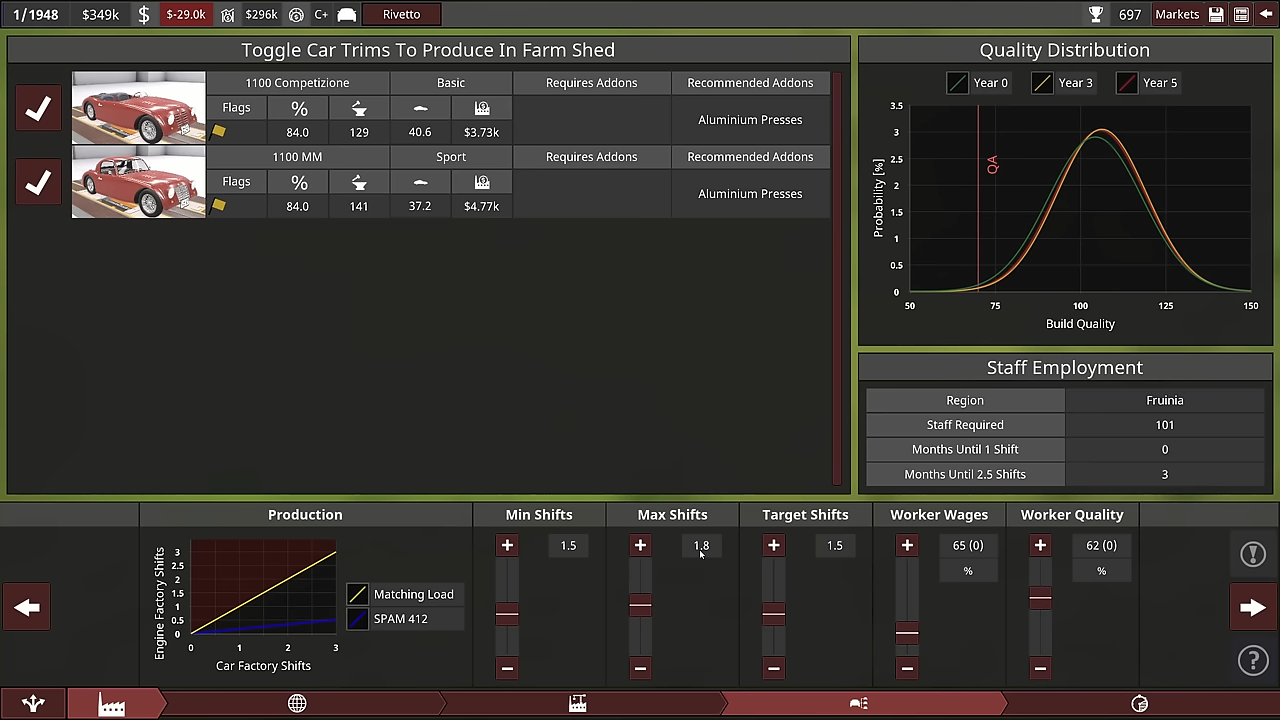 1/1948 $349k $-29.0k $296k C+ Rivetto 697 Markets
Toggle Car Trims To Produce In Farm Shed
1100 Competizione Basic Requires Addons Recommended Addons
Flags %
84.0 129 40.6 $3.73k
Aluminium Presses
1100 MM Sport Requires Addons Recommended Addons
Flags %
84.0 141 37.2 $4.77k
Aluminium Presses
Quality Distribution
Year 0 Year 3 Year 5
Probability [%]
3.5
3
2.5
2
1.5
1
0.5
0
QA
50 75 100 125 150
Build Quality
Staff Employment
Region Fruinia
Staff Required 101
Months Until 1 Shift 0
Months Until 2.5 Shifts 3
Production
Engine Factory Shifts
3
2.5
2
1.5
1
0.5
0
0 1 2 3
Car Factory Shifts
Matching Load
SPAM 412
Min Shifts
+ 1.5
−
Max Shifts
+ 1.8
−
Target Shifts
+ 1.5
−
Worker Wages
+ 65 (0)
%
−
Worker Quality
+ 62 (0)
%
−
!
?